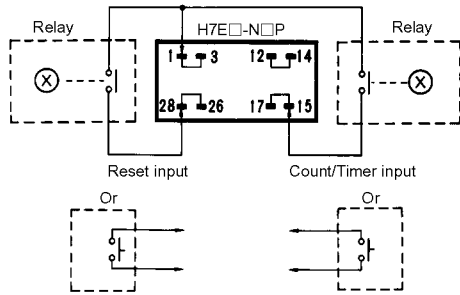 H7E□-N□P
Relay
Relay
1 3 12 14
28 26 17 15
Reset input
Count/Timer input
Or
Or